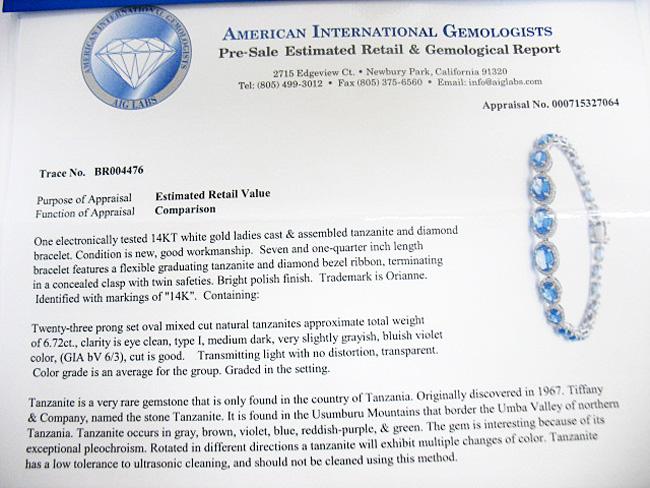 AMERICAN INTERNATIONAL GEMOLOGISTS
AIG LABS
AMERICAN INTERNATIONAL GEMOLOGISTS
Pre-Sale Estimated Retail & Gemological Report
2715 Edgeview Ct. • Newbury Park, California 91320
Tel: (805) 499-3012 • Fax (805) 375-6560 • Email: info@aiglabs.com
Appraisal No. 000715327064
Trace No. BR004476
Purpose of Appraisal Estimated Retail Value
Function of Appraisal Comparison
One electronically tested 14KT white gold ladies cast & assembled tanzanite and diamond
bracelet. Condition is new, good workmanship. Seven and one-quarter inch length
bracelet features a flexible graduating tanzanite and diamond bezel ribbon, terminating
in a concealed clasp with twin safeties. Bright polish finish. Trademark is Orianne.
Identified with markings of "14K". Containing:
Twenty-three prong set oval mixed cut natural tanzanites approximate total weight
of 6.72ct., clarity is eye clean, type I, medium dark, very slightly grayish, bluish violet
color, (GIA bV 6/3), cut is good. Transmitting light with no distortion, transparent.
Color grade is an average for the group. Graded in the setting.
Tanzanite is a very rare gemstone that is only found in the country of Tanzania. Originally discovered in 1967. Tiffany
& Company, named the stone Tanzanite. It is found in the Usumburu Mountains that border the Umba Valley of northern
Tanzania. Tanzanite occurs in gray, brown, violet, blue, reddish-purple, & green. The gem is interesting because of its
exceptional pleochroism. Rotated in different directions a tanzanite will exhibit multiple changes of color. Tanzanite
has a low tolerance to ultrasonic cleaning, and should not be cleaned using this method.